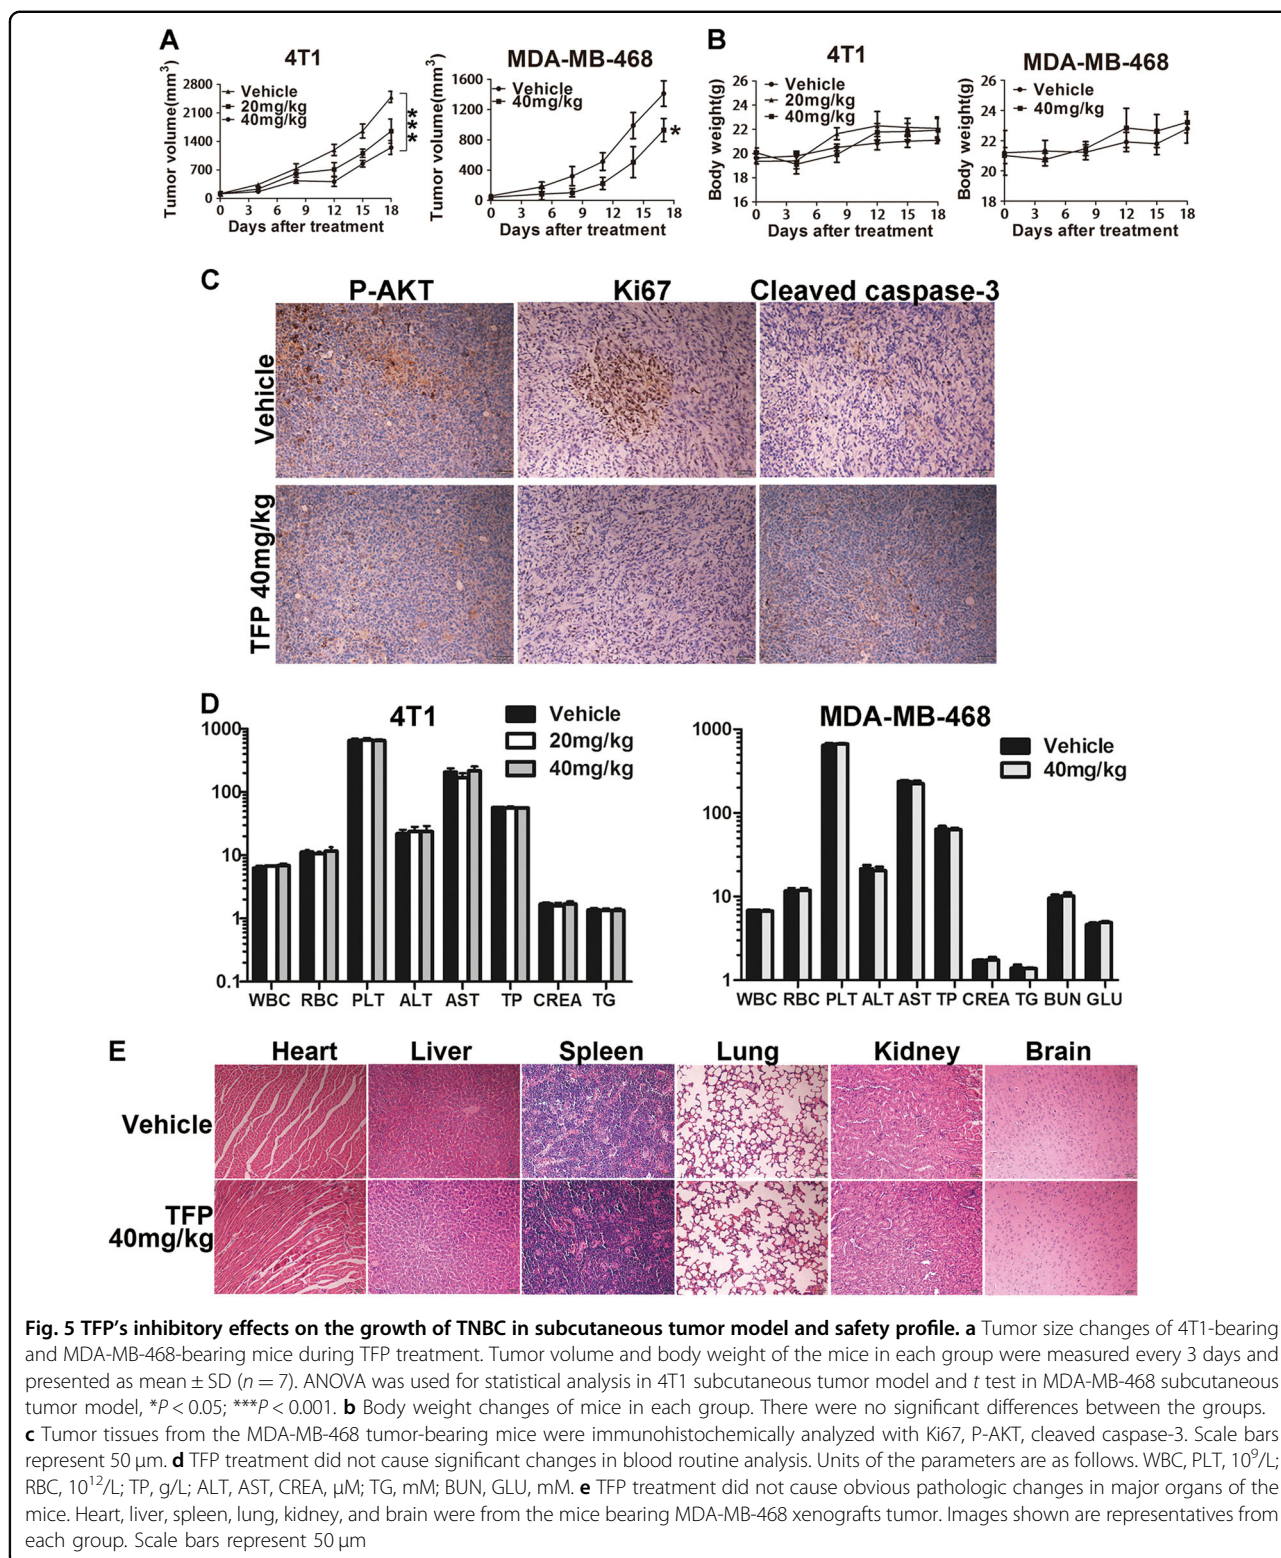 A
4T1
Tumor volume(mm³)
2800
2100
1400
700
0
Vehicle
20mg/kg
40mg/kg
***
0 3 6 9 12 15 18
Days after treatment
MDA-MB-468
Tumor volume(mm³)
1600
1200
800
400
0
Vehicle
40mg/kg
*
0 3 6 9 12 15 18
Days after treatment
B
4T1
Body weight(g)
26
24
22
20
18
16
Vehicle
20mg/kg
40mg/kg
0 3 6 9 12 15 18
Days after treatment
MDA-MB-468
Body weight(g)
26
24
22
20
18
Vehicle
40mg/kg
0 3 6 9 12 15 18
Days after treatment
C
P-AKT Ki67 Cleaved caspase-3
Vehicle
TFP 40mg/kg
D
4T1
Vehicle
20mg/kg
40mg/kg
1000
100
10
1
0.1
WBC RBC PLT ALT AST TP CREA TG
MDA-MB-468
Vehicle
40mg/kg
1000
100
10
1
WBC RBC PLT ALT AST TP CREA TG BUN GLU
E
Heart Liver Spleen Lung Kidney Brain
Vehicle
TFP
40mg/kg
Fig. 5 TFP's inhibitory effects on the growth of TNBC in subcutaneous tumor model and safety profile. a Tumor size changes of 4T1-bearing
and MDA-MB-468-bearing mice during TFP treatment. Tumor volume and body weight of the mice in each group were measured every 3 days and
presented as mean ± SD (n = 7). ANOVA was used for statistical analysis in 4T1 subcutaneous tumor model and t test in MDA-MB-468 subcutaneous
tumor model, *P < 0.05; ***P < 0.001. b Body weight changes of mice in each group. There were no significant differences between the groups.
c Tumor tissues from the MDA-MB-468 tumor-bearing mice were immunohistochemically analyzed with Ki67, P-AKT, cleaved caspase-3. Scale bars
represent 50 μm. d TFP treatment did not cause significant changes in blood routine analysis. Units of the parameters are as follows. WBC, PLT, 10⁹/L;
RBC, 10¹²/L; TP, g/L; ALT, AST, CREA, μM; TG, mM; BUN, GLU, mM. e TFP treatment did not cause obvious pathologic changes in major organs of the
mice. Heart, liver, spleen, lung, kidney, and brain were from the mice bearing MDA-MB-468 xenografts tumor. Images shown are representatives from
each group. Scale bars represent 50 μm